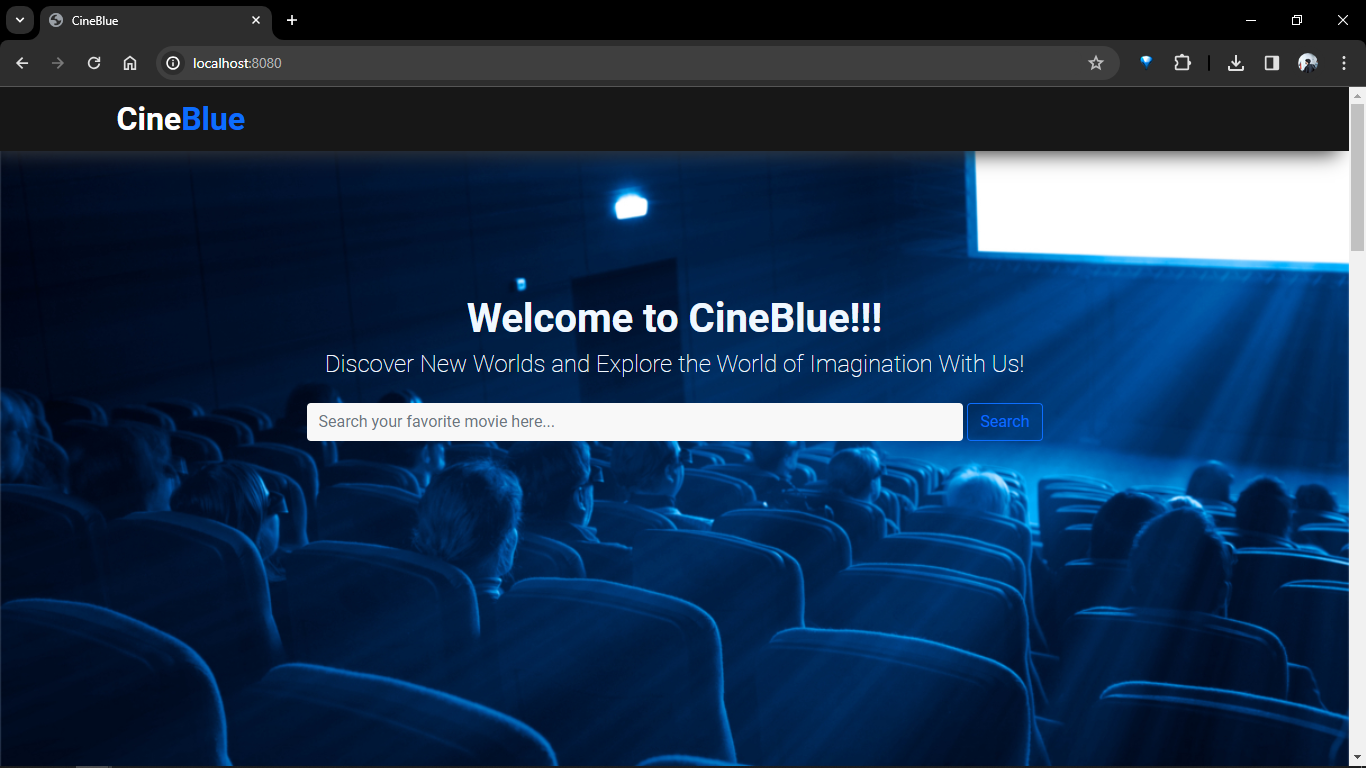 CineBlue
localhost:8080
CineBlue
Welcome to CineBlue!!!
Discover New Worlds and Explore the World of Imagination With Us!
Search your favorite movie here...
Search